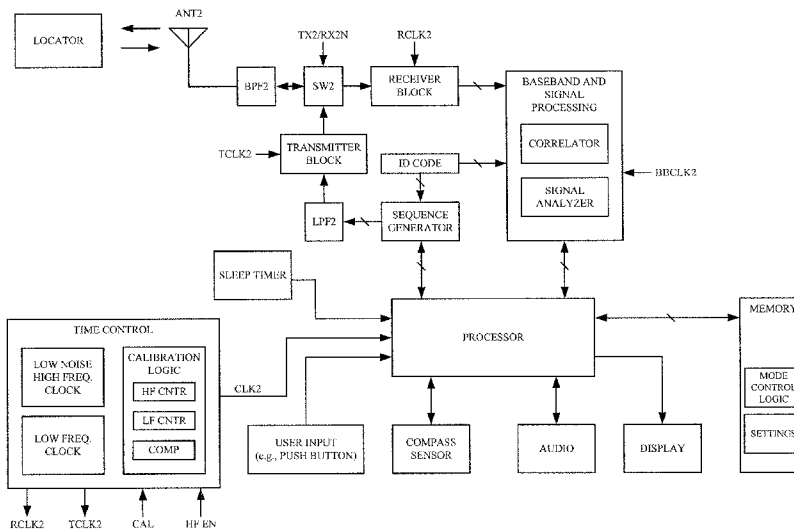 ANT2
LOCATOR
TX2/RX2N
RCLK2
BPF2
SW2
RECEIVER
BLOCK
BASEBAND AND
SIGNAL
PROCESSING
CORRELATOR
SIGNAL
ANALYZER
BBCLK2
TCLK2
TRANSMITTER
BLOCK
ID CODE
LPF2
SEQUENCE
GENERATOR
SLEEP TIMER
PROCESSOR
MEMORY
MODE
CONTROL
LOGIC
SETTINGS
TIME CONTROL
LOW NOISE
HIGH FREQ.
CLOCK
LOW FREQ.
CLOCK
CALIBRATION
LOGIC
HF CNTR
LF CNTR
COMP
CLK2
USER INPUT
(e.g., PUSH BUTTON)
COMPASS
SENSOR
AUDIO
DISPLAY
RCLK2
TCLK2
CAL
HF EN